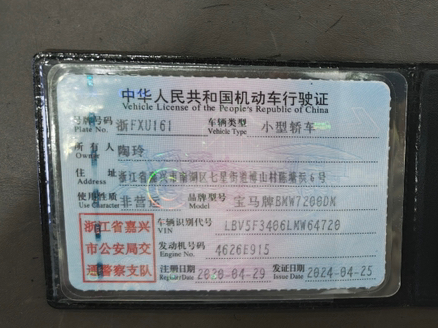 中华人民共和国机动车行驶证
Vehicle License of the People's Republic of China
号牌号码 浙FXU161 车辆类型 小型轿车
Plate No. Vehicle Type
所有人 陶玲
Owner
住址 浙江省嘉兴市南湖区七星街道
Address
使用性质 非营运 品牌型号 宝马牌BMW7200DK
Use Character Model
浙江省嘉兴
市公安局交
通警察支队
车辆识别代号
VIN
发动机号码 4626E915
Engine No.
注册日期 2020-04-29 发证日期 2024-04-25
Register Date Issue Date